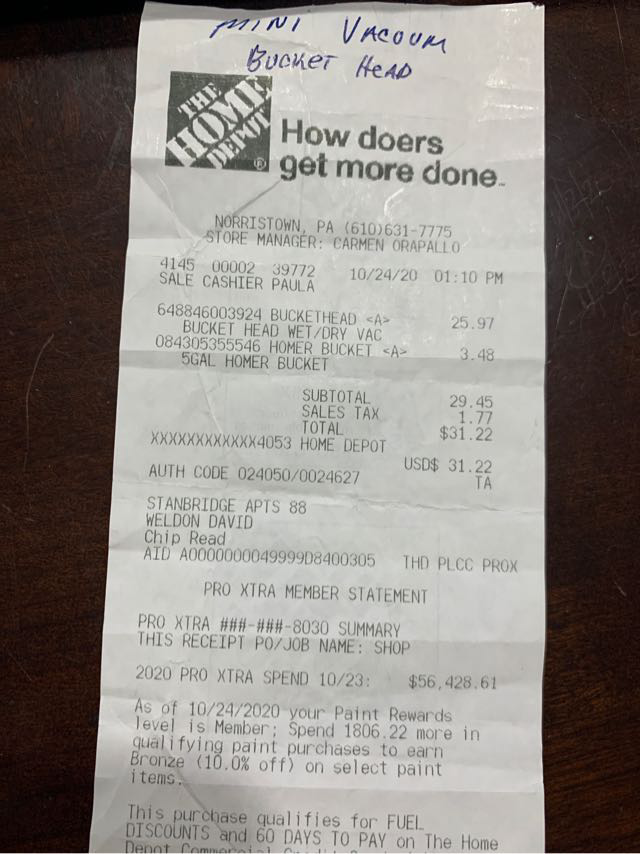 MINI VACOUM
BUCKET HEAD
THE
HOME
DEPOT
®
How doers
get more done™
NORRISTOWN, PA (610)631-7775
STORE MANAGER: CARMEN ORAPALLO
4145 00002 39772 10/24/20 01:10 PM
SALE CASHIER PAULA
648846003924 BUCKETHEAD <A> 25.97
BUCKET HEAD WET/DRY VAC
084305355546 HOMER BUCKET <A> 3.48
5GAL HOMER BUCKET
SUBTOTAL 29.45
SALES TAX 1.77
TOTAL $31.22
XXXXXXXXXXXX4053 HOME DEPOT
USD$ 31.22
AUTH CODE 024050/0024627 TA
STANBRIDGE APTS 88
WELDON DAVID
Chip Read
AID A0000000049999D8400305 THD PLCC PROX
PRO XTRA MEMBER STATEMENT
PRO XTRA ###-###-8030 SUMMARY
THIS RECEIPT PO/JOB NAME: SHOP
2020 PRO XTRA SPEND 10/23: $56,428.61
As of 10/24/2020 your Paint Rewards
level is Member; Spend 1806.22 more in
qualifying paint purchases to earn
Bronze (10.0% off) on select paint
items.
This purchase qualifies for FUEL
DISCOUNTS and 60 DAYS TO PAY on The Home
Depot